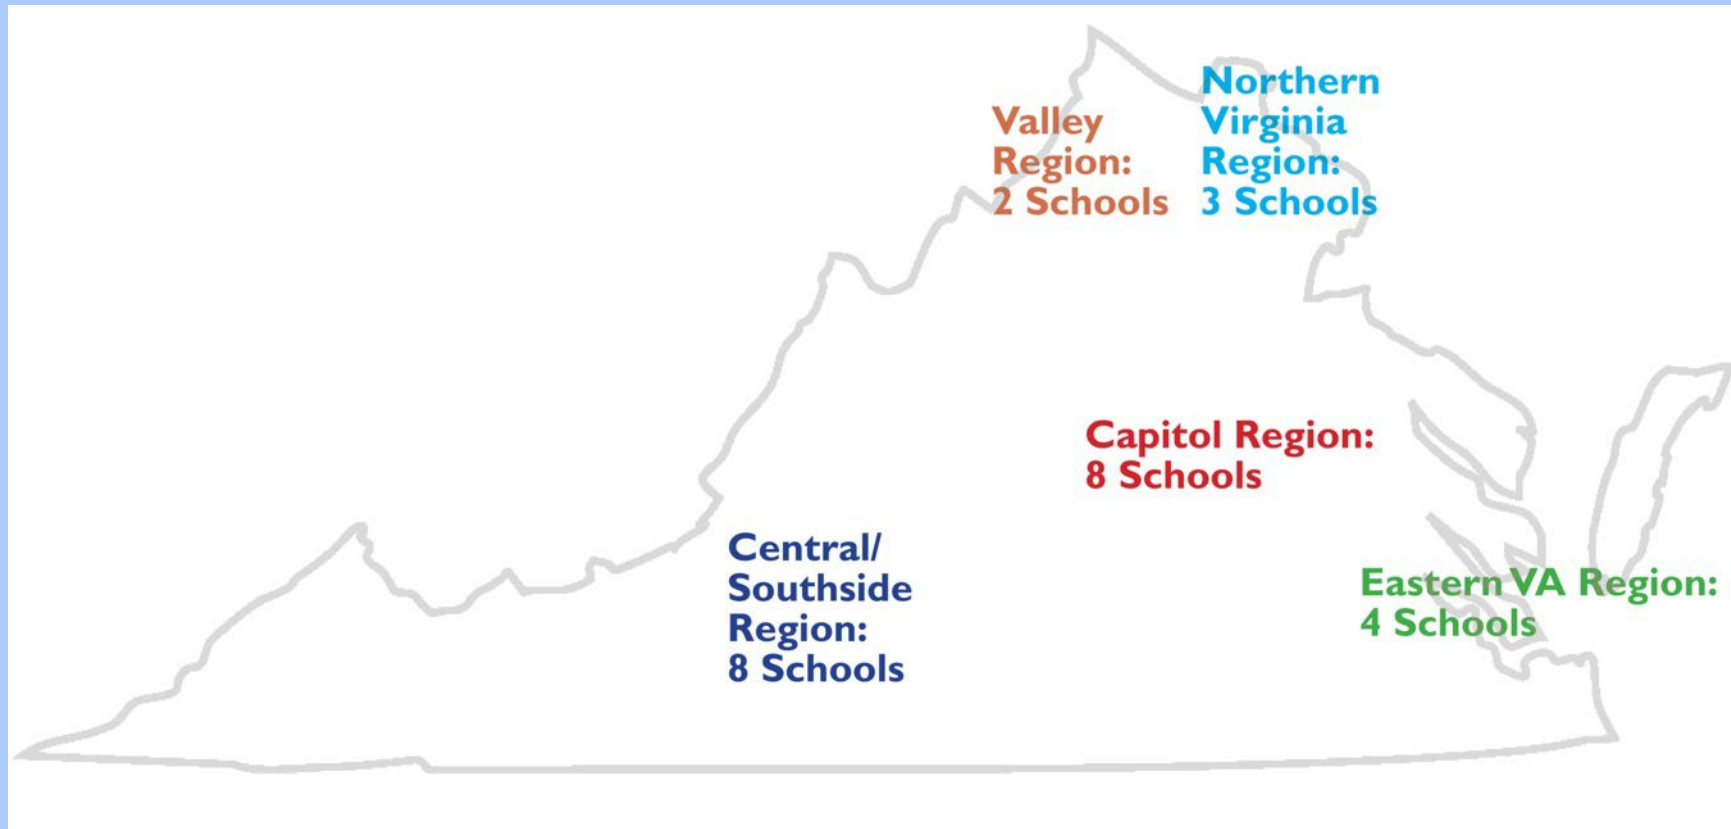 Valley
Region:
2 Schools
Northern
Virginia
Region:
3 Schools
Capitol Region:
8 Schools
Central/
Southside
Region:
8 Schools
Eastern VA Region:
4 Schools